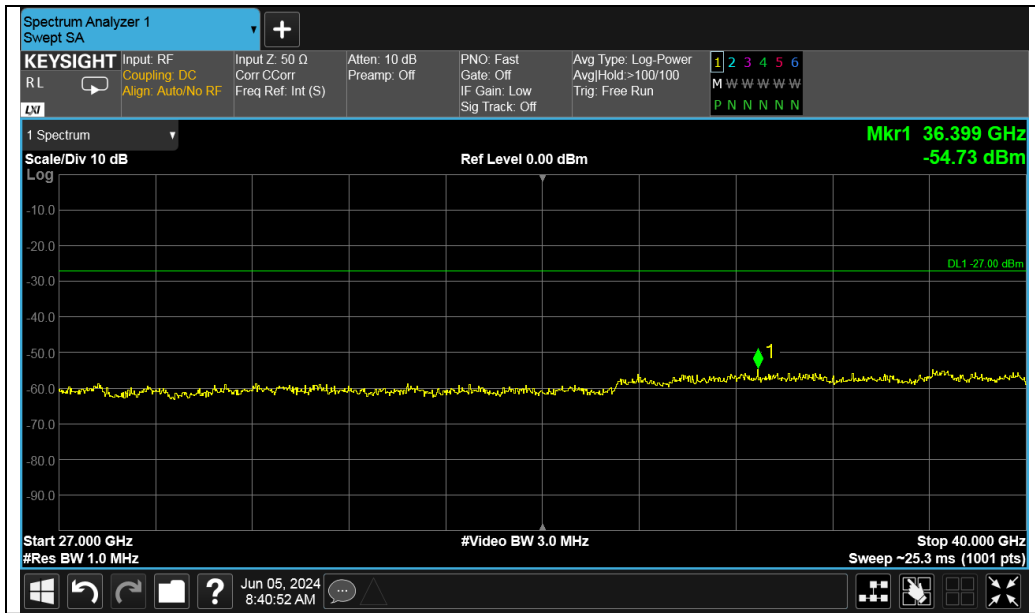 Spectrum Analyzer 1
Swept SA
+
KEYSIGHT
R L
LXI
Input: RF
Coupling: DC
Align: Auto/No RF
Input Z: 50 Ω
Corr CCorr
Freq Ref: Int (S)
Atten: 10 dB
Preamp: Off
PNO: Fast
Gate: Off
IF Gain: Low
Sig Track: Off
Avg Type: Log-Power
Avg|Hold:>100/100
Trig: Free Run
1 2 3 4 5 6
M W W W W W
P N N N N N
1 Spectrum
Mkr1 36.399 GHz
-54.73 dBm
Scale/Div 10 dB
Ref Level 0.00 dBm
Log
-10.0
-20.0
DL1 -27.00 dBm
-30.0
-40.0
-50.0
1
-60.0
-70.0
-80.0
-90.0
Start 27.000 GHz
#Video BW 3.0 MHz
Stop 40.000 GHz
#Res BW 1.0 MHz
Sweep ~25.3 ms (1001 pts)
?
Jun 05, 2024
8:40:52 AM